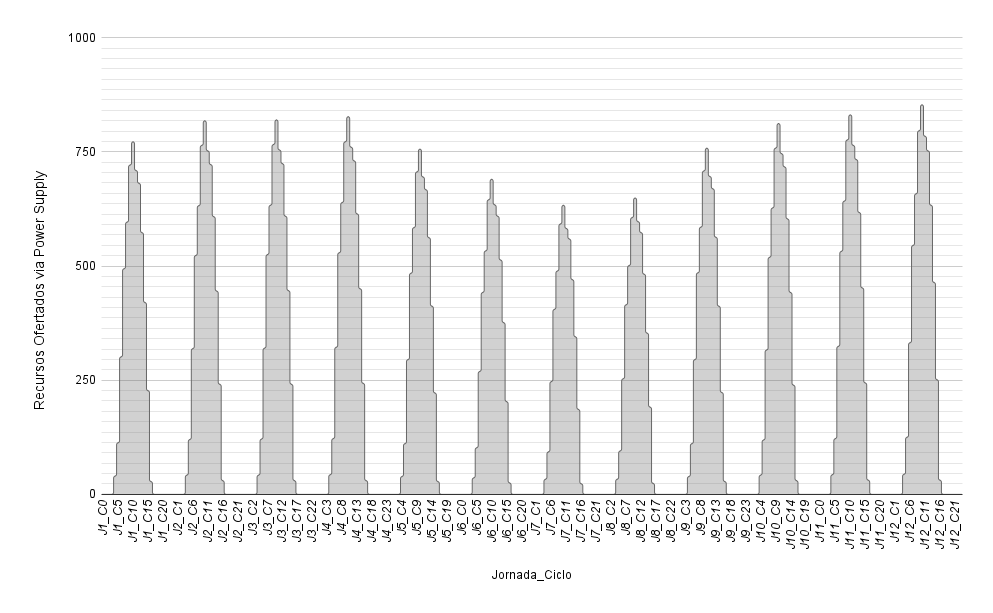 1000
750
500
250
0
Recursos Ofertados via Power Supply
J1_C0
J1_C5
J1_C10
J1_C15
J1_C20
J2_C1
J2_C6
J2_C11
J2_C16
J2_C21
J3_C2
J3_C7
J3_C12
J3_C17
J3_C22
J4_C3
J4_C8
J4_C13
J4_C18
J4_C23
J5_C4
J5_C9
J5_C14
J5_C19
J6_C0
J6_C5
J6_C10
J6_C15
J6_C20
J7_C1
J7_C6
J7_C11
J7_C16
J7_C21
J8_C2
J8_C7
J8_C12
J8_C17
J8_C22
J9_C3
J9_C8
J9_C13
J9_C18
J9_C23
J10_C4
J10_C9
J10_C14
J10_C19
J11_C0
J11_C5
J11_C10
J11_C15
J11_C20
J12_C1
J12_C6
J12_C11
J12_C16
J12_C21
Jornada_Ciclo